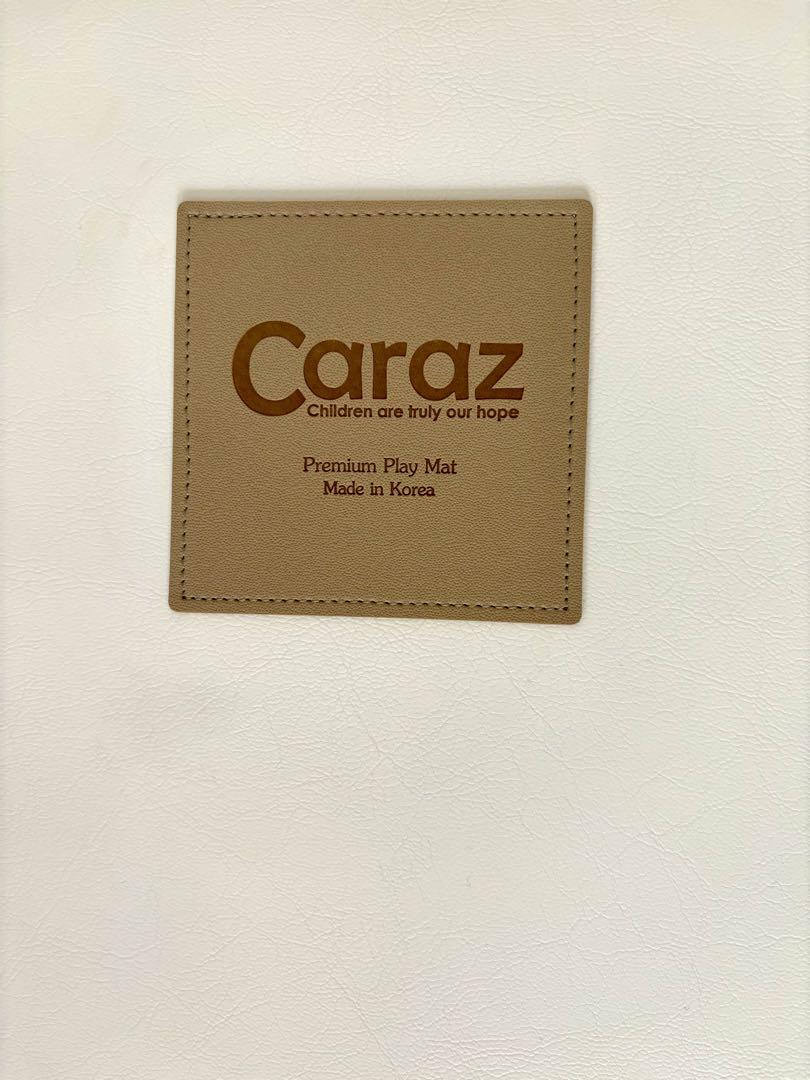 Caraz
Children are truly our hope
Premium Play Mat
Made in Korea